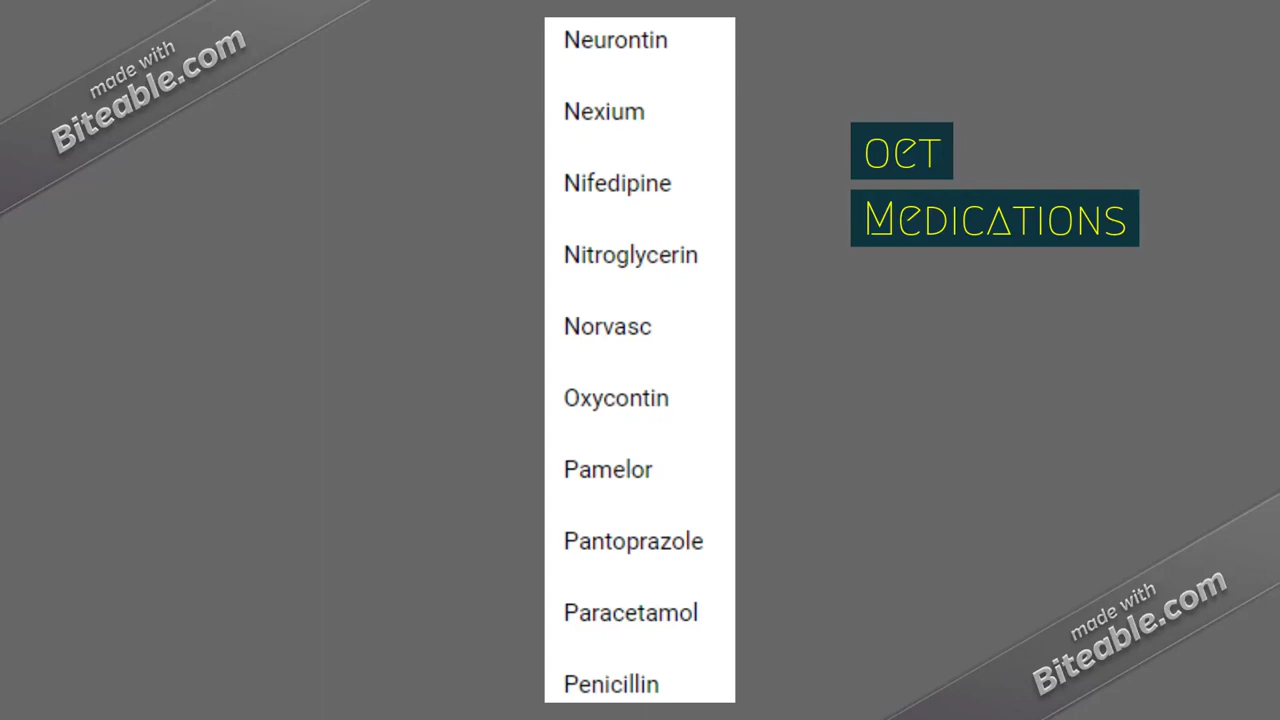 made with
Biteable.com
Neurontin
Nexium
Nifedipine
Nitroglycerin
Norvasc
Oxycontin
Pamelor
Pantoprazole
Paracetamol
Penicillin
OET
MEDICATIONS
made with
Biteable.com